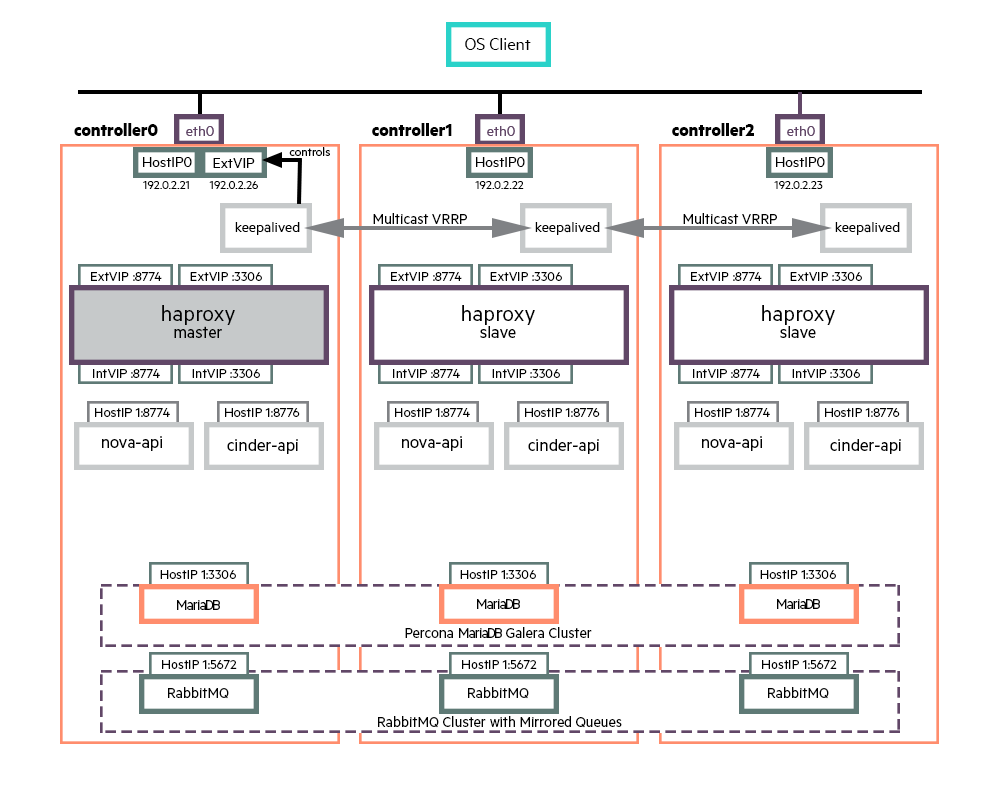 OS Client
controller0
eth0
controller1
eth0
controller2
eth0
HostIP0
ExtVIP
controls
192.0.2.21
192.0.2.26
HostIP0
192.0.2.22
HostIP0
192.0.2.23
keepalived
Multicast VRRP
keepalived
Multicast VRRP
keepalived
ExtVIP :8774
ExtVIP :3306
ExtVIP :8774
ExtVIP :3306
ExtVIP :8774
ExtVIP :3306
haproxy
master
haproxy
slave
haproxy
slave
IntVIP :8774
IntVIP :3306
IntVIP :8774
IntVIP :3306
IntVIP :8774
IntVIP :3306
HostIP 1:8774
HostIP 1:8776
HostIP 1:8774
HostIP 1:8776
HostIP 1:8774
HostIP 1:8776
nova-api
cinder-api
nova-api
cinder-api
nova-api
cinder-api
HostIP 1:3306
HostIP 1:3306
HostIP 1:3306
MariaDB
MariaDB
MariaDB
Percona MariaDB Galera Cluster
HostIP 1:5672
HostIP 1:5672
HostIP 1:5672
RabbitMQ
RabbitMQ
RabbitMQ
RabbitMQ Cluster with Mirrored Queues